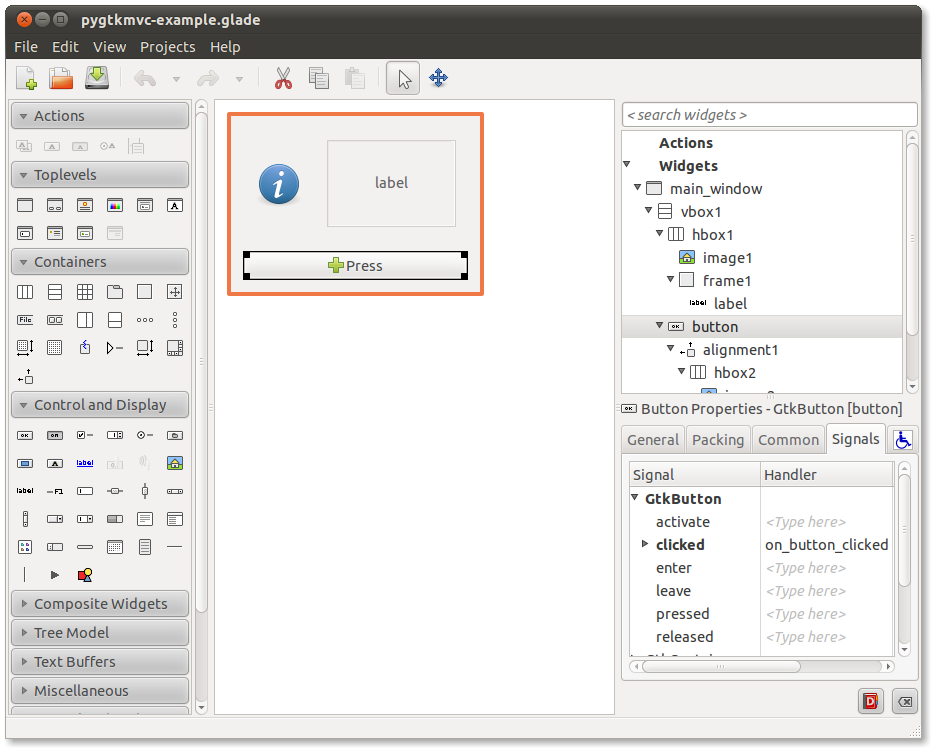 pygtkmvc-example.glade
File Edit View Projects Help
Actions
Toplevels
Containers
File
Control and Display
label
label
Composite Widgets
Tree Model
Text Buffers
Miscellaneous
label
Press
< search widgets >
Actions
Widgets
main_window
vbox1
hbox1
image1
frame1
label label
OK button
alignment1
hbox2
OK Button Properties - GtkButton [button]
General Packing Common Signals
Signal Handler
GtkButton
activate <Type here>
clicked on_button_clicked
enter <Type here>
leave <Type here>
pressed <Type here>
released <Type here>